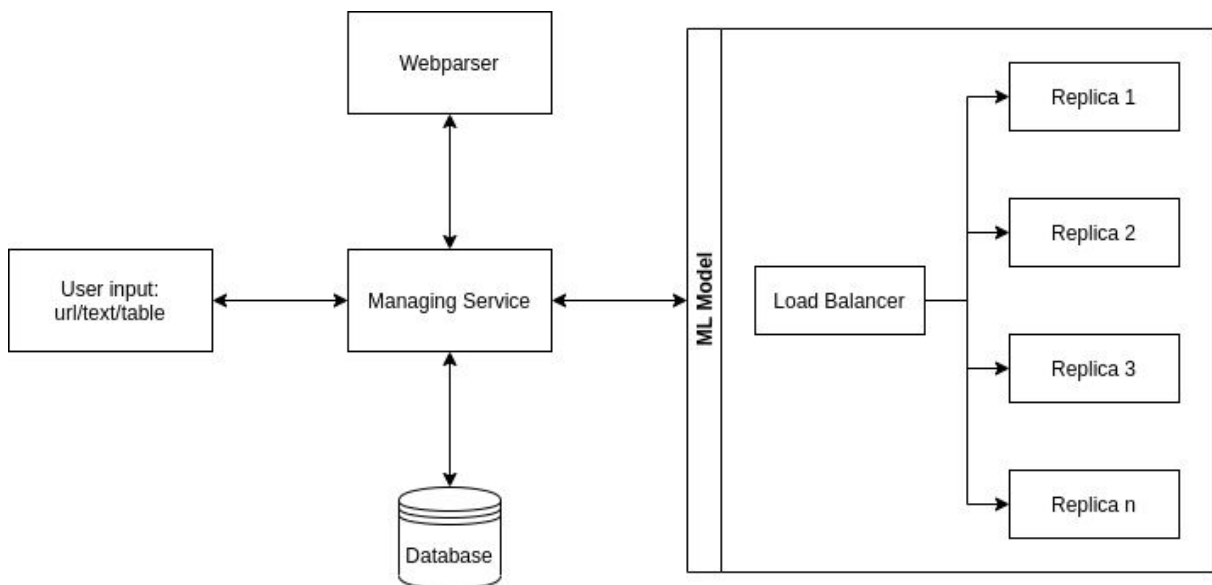 Webparser
User input:
url/text/table
Managing Service
Database
ML Model
Load Balancer
Replica 1
Replica 2
Replica 3
Replica n